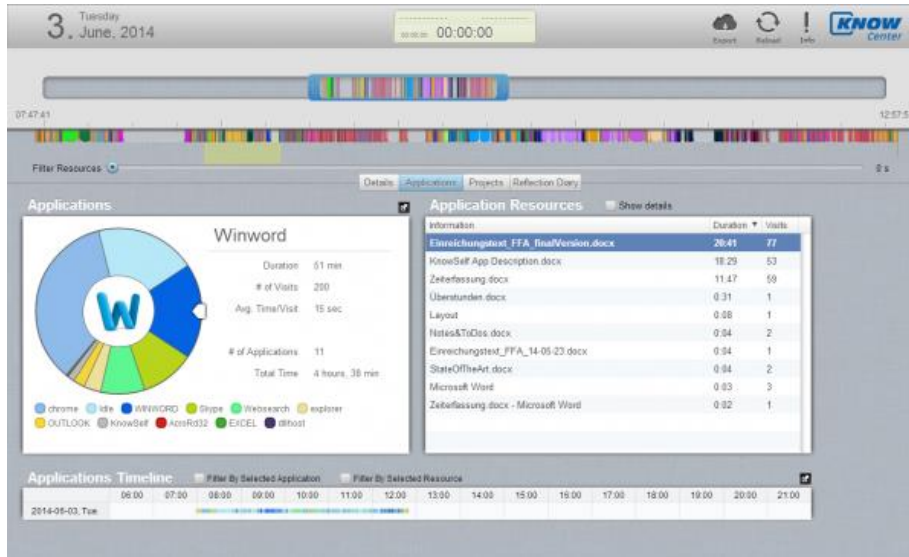 3. Tuesday
June, 2014
00:00:00
Export
Reload
Info
KNOW
Center
07:47:41
12:57:5
Filter Resources
0 s
Details
Applications
Projects
Reflection Diary
Applications
Winword
Duration 51 min
# of Visits 200
Avg. Time/Visit 15 sec
# of Applications 11
Total Time 4 hours, 38 min
chrome Idle WINWORD Skype Websearch explorer
OUTLOOK KnowSelf AcroRd32 EXCEL dllhost
Application Resources Show details
Information Duration Visits
Einreichungstext_FFA_finalVersion.docx 20:41 77
KnowSelf App Description.docx 18:29 53
Zeiterfassung.docx 11:47 59
Überstunden.docx 0:31 1
Layout 0:08 1
Notes&ToDos.docx 0:04 2
Einreichungstext_FFA_14-05-23.docx 0:04 1
StateOfTheArt.docx 0:04 2
Microsoft Word 0:03 3
Zeiterfassung.docx - Microsoft Word 0:02 1
Applications Timeline Filter By Selected Application Filter By Selected Resource
06:00 07:00 08:00 09:00 10:00 11:00 12:00 13:00 14:00 15:00 16:00 17:00 18:00 19:00 20:00 21:00
2014-06-03, Tue